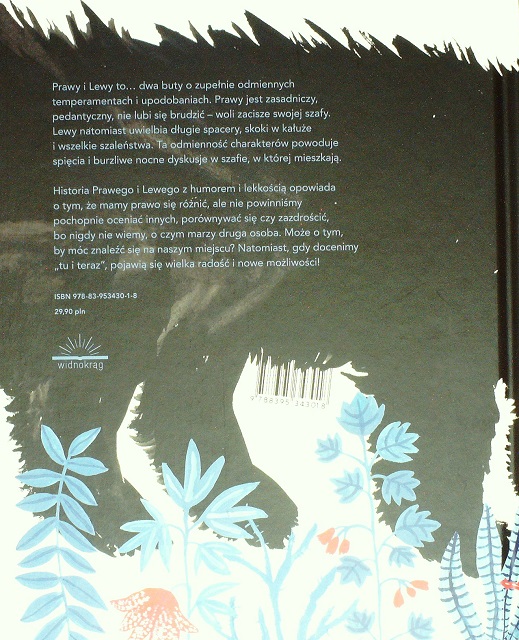 Prawy i Lewy to... dwa buty o zupełnie odmiennych
temperamentach i upodobaniach. Prawy jest zasadniczy,
pedantyczny, nie lubi się brudzić – woli zacisze swojej szafy.
Lewy natomiast uwielbia długie spacery, skoki w kałuże
i wszelkie szaleństwa. Ta odmienność charakterów powoduje
spięcia i burzliwe nocne dyskusje w szafie, w której mieszkają.
Historia Prawego i Lewego z humorem i lekkością opowiada
o tym, że mamy prawo się różnić, ale nie powinniśmy
pochopnie oceniać innych, porównywać się czy zazdrościć,
bo nigdy nie wiemy, o czym marzy druga osoba. Może o tym,
by móc znaleźć się na naszym miejscu? Natomiast, gdy docenimy
„tu i teraz”, pojawią się wielka radość i nowe możliwości!
ISBN 978-83-953430-1-8
29,90 pln
widnokrąg
9 788395 343018